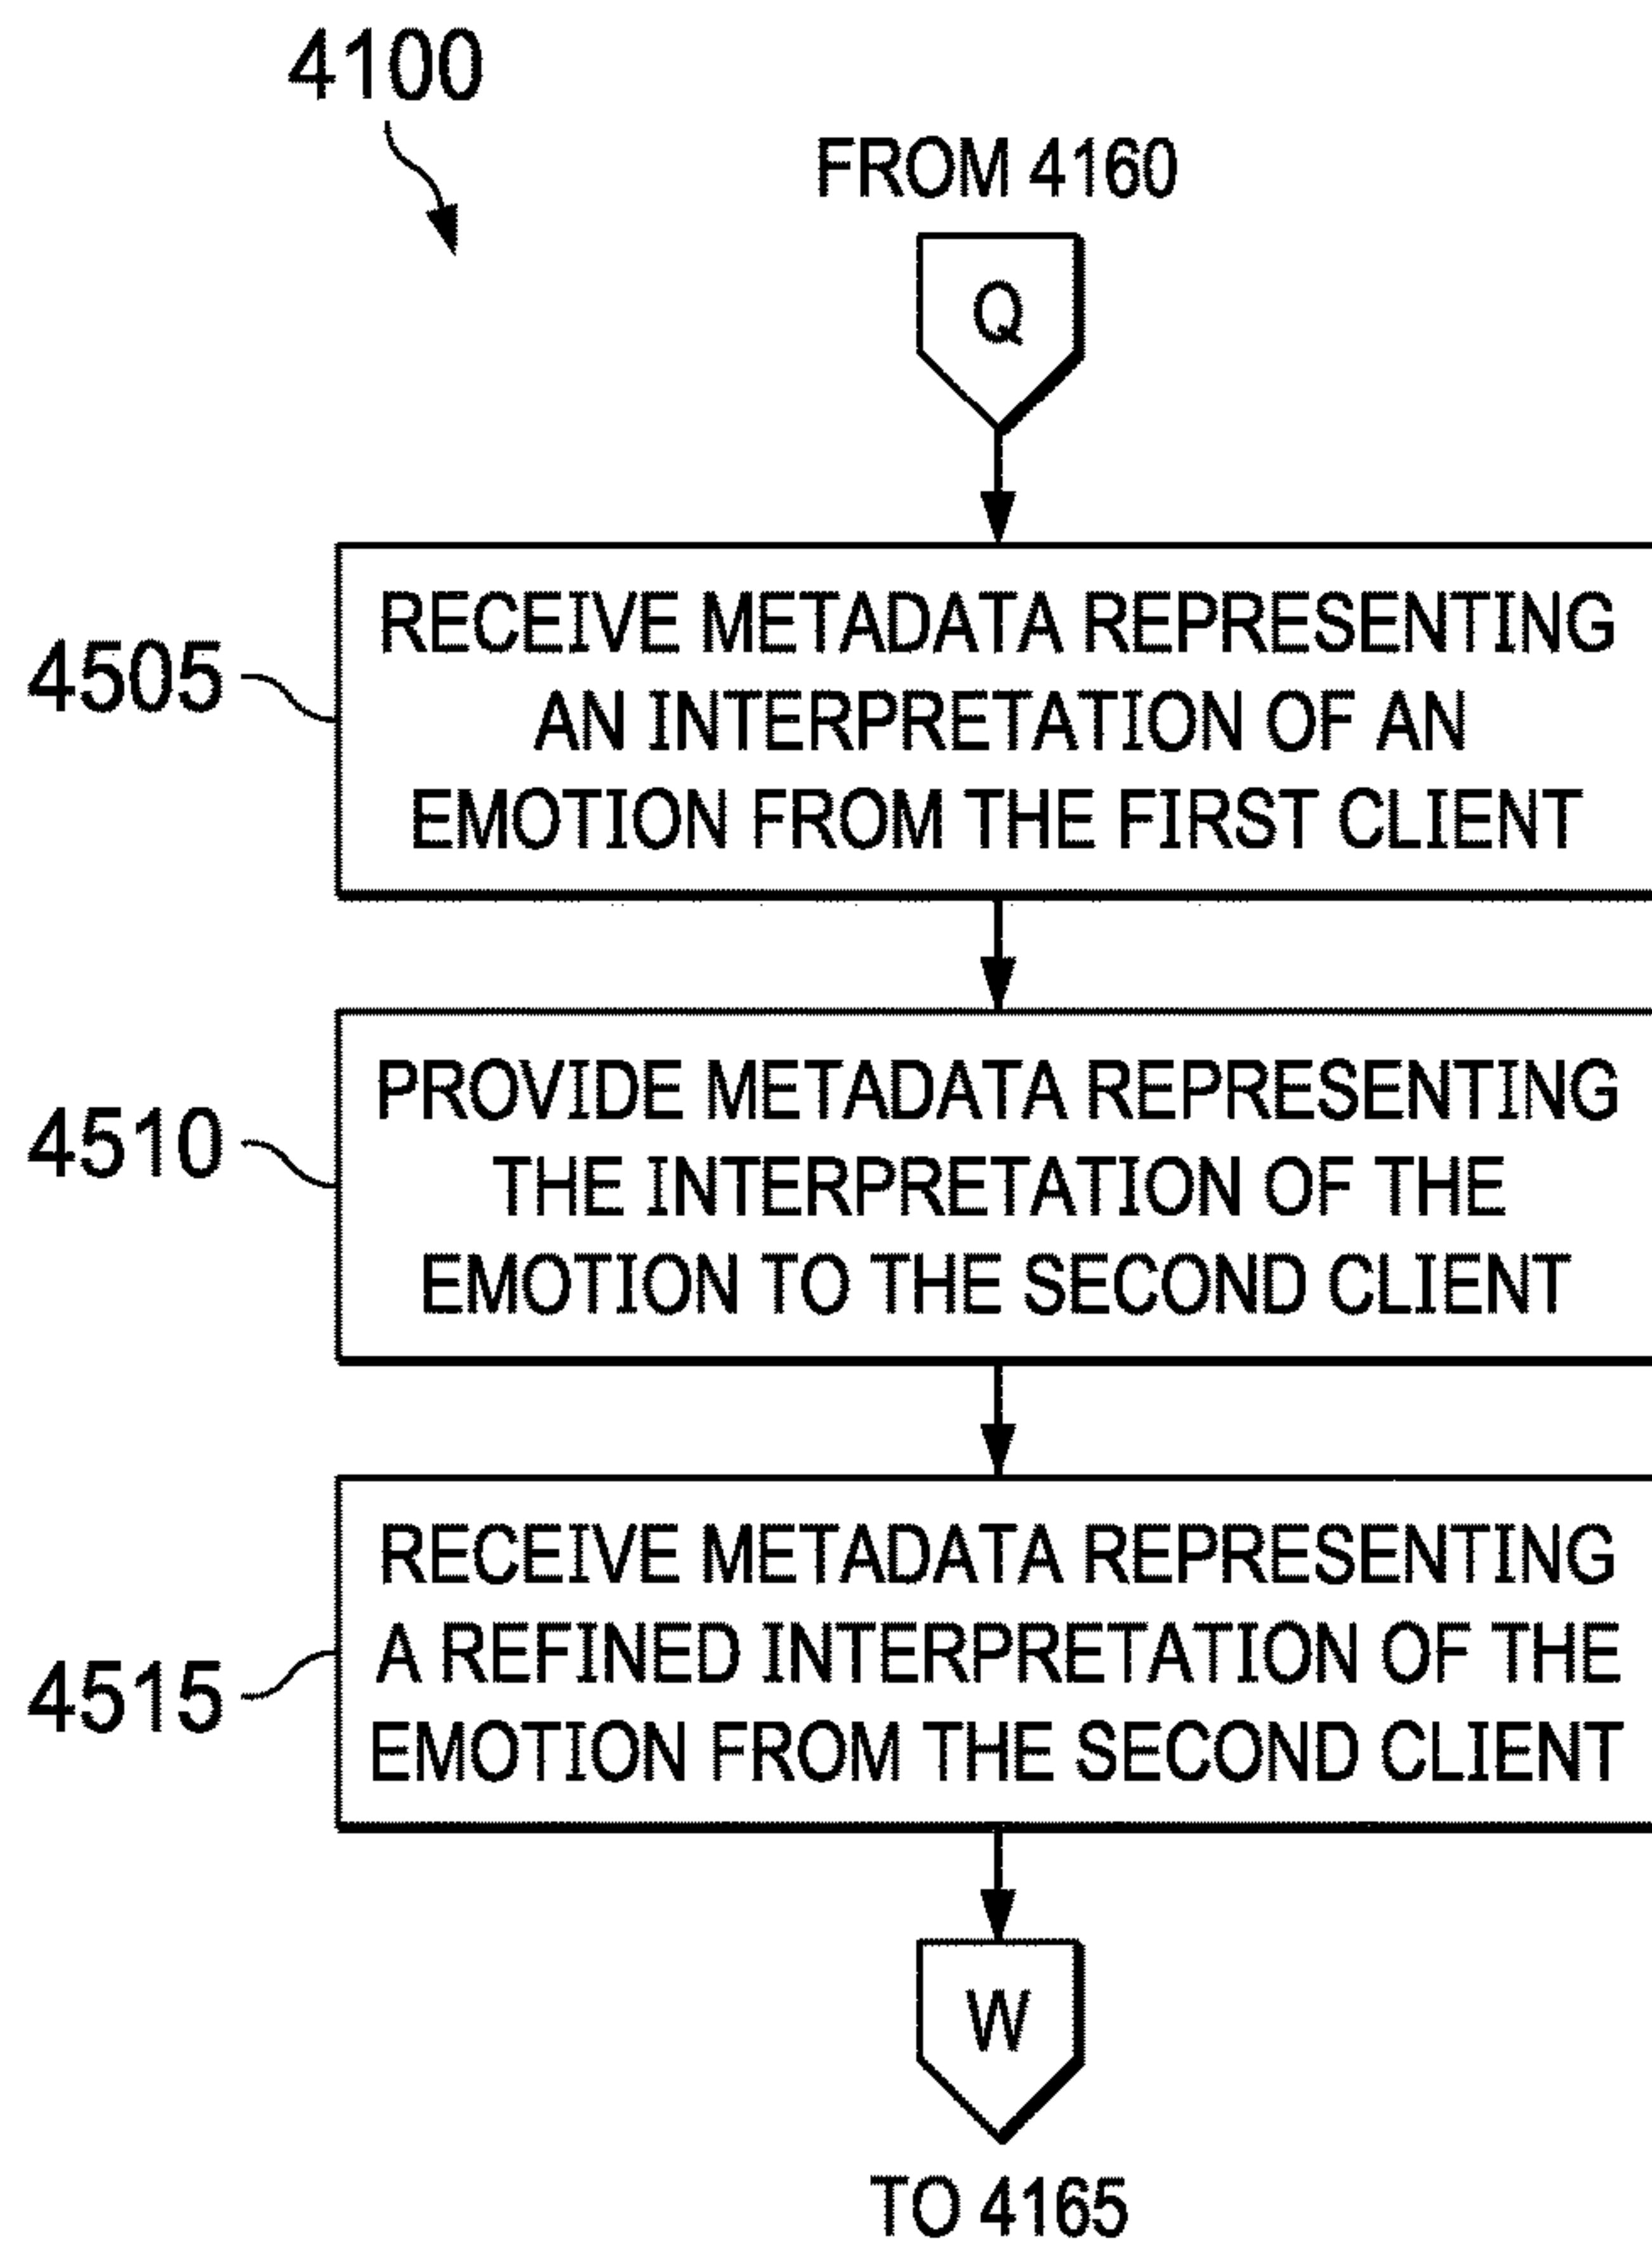 4100
FROM 4160
Q
4505
RECEIVE METADATA REPRESENTING
AN INTERPRETATION OF AN
EMOTION FROM THE FIRST CLIENT
4510
PROVIDE METADATA REPRESENTING
THE INTERPRETATION OF THE
EMOTION TO THE SECOND CLIENT
4515
RECEIVE METADATA REPRESENTING
A REFINED INTERPRETATION OF THE
EMOTION FROM THE SECOND CLIENT
W
TO 4165